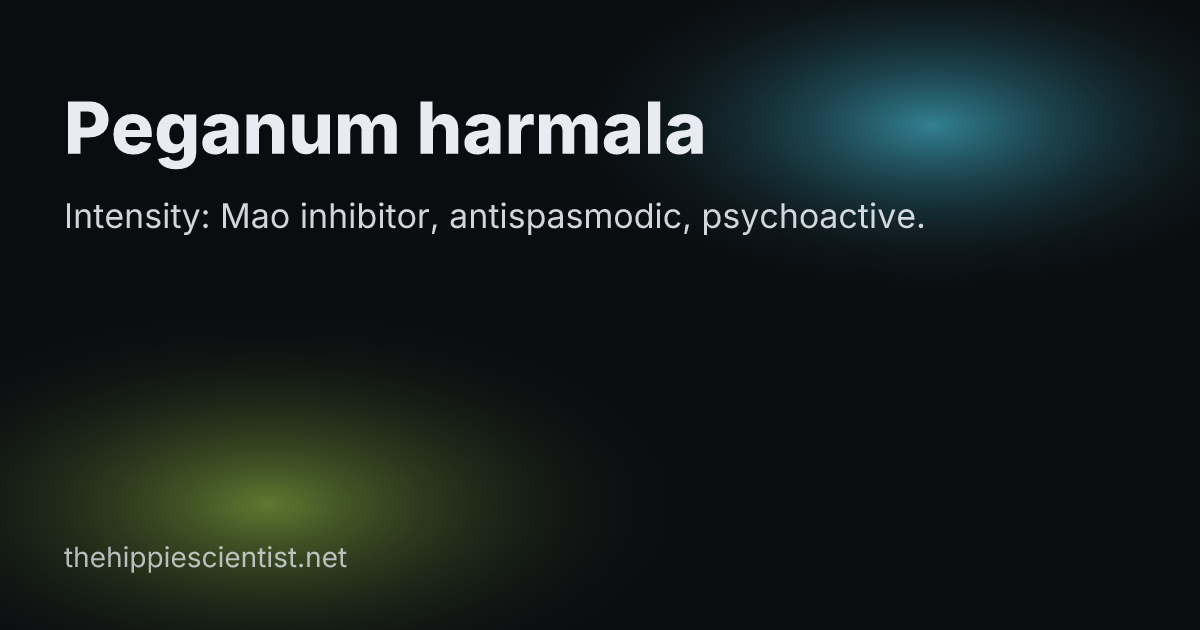 Peganum harmala
Intensity: Mao inhibitor, antispasmodic, psychoactive.
thehippiescientist.net